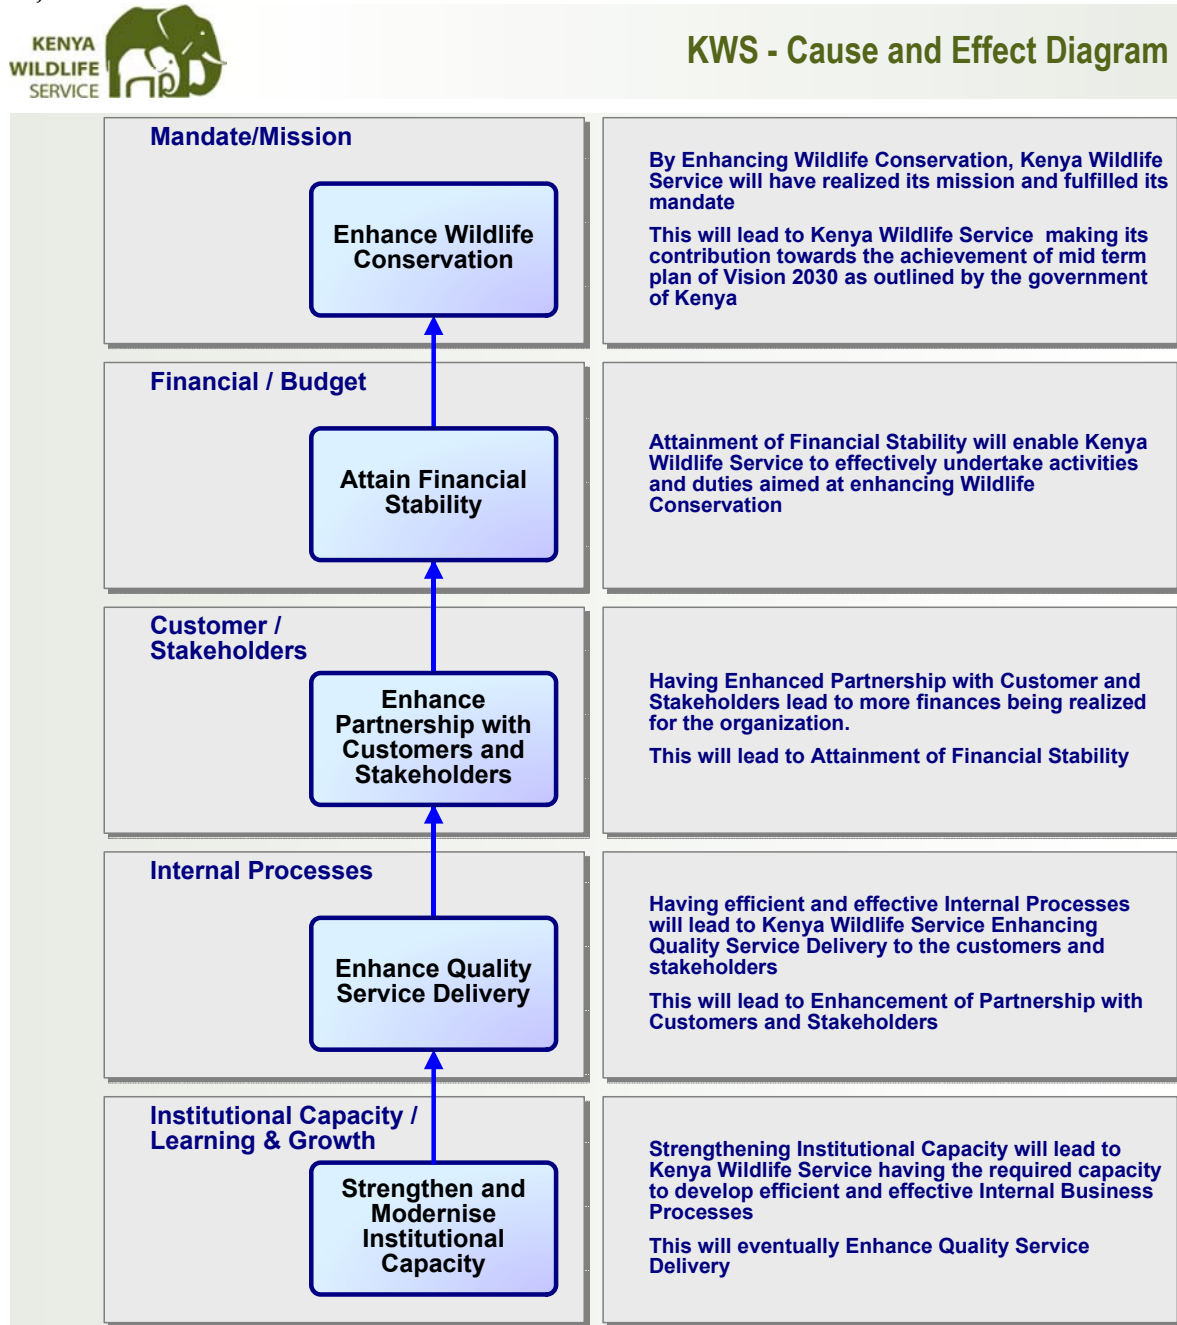 KENYA
WILDLIFE
SERVICE
KWS - Cause and Effect Diagram
Mandate/Mission
Enhance Wildlife
Conservation
By Enhancing Wildlife Conservation, Kenya Wildlife
Service will have realized its mission and fulfilled its
mandate
This will lead to Kenya Wildlife Service making its
contribution towards the achievement of mid term
plan of Vision 2030 as outlined by the government
of Kenya
Financial / Budget
Attain Financial
Stability
Attainment of Financial Stability will enable Kenya
Wildlife Service to effectively undertake activities
and duties aimed at enhancing Wildlife
Conservation
Customer /
Stakeholders
Enhance
Partnership with
Customers and
Stakeholders
Having Enhanced Partnership with Customer and
Stakeholders lead to more finances being realized
for the organization.
This will lead to Attainment of Financial Stability
Internal Processes
Enhance Quality
Service Delivery
Having efficient and effective Internal Processes
will lead to Kenya Wildlife Service Enhancing
Quality Service Delivery to the customers and
stakeholders
This will lead to Enhancement of Partnership with
Customers and Stakeholders
Institutional Capacity /
Learning & Growth
Strengthen and
Modernise
Institutional
Capacity
Strengthening Institutional Capacity will lead to
Kenya Wildlife Service having the required capacity
to develop efficient and effective Internal Business
Processes
This will eventually Enhance Quality Service
Delivery